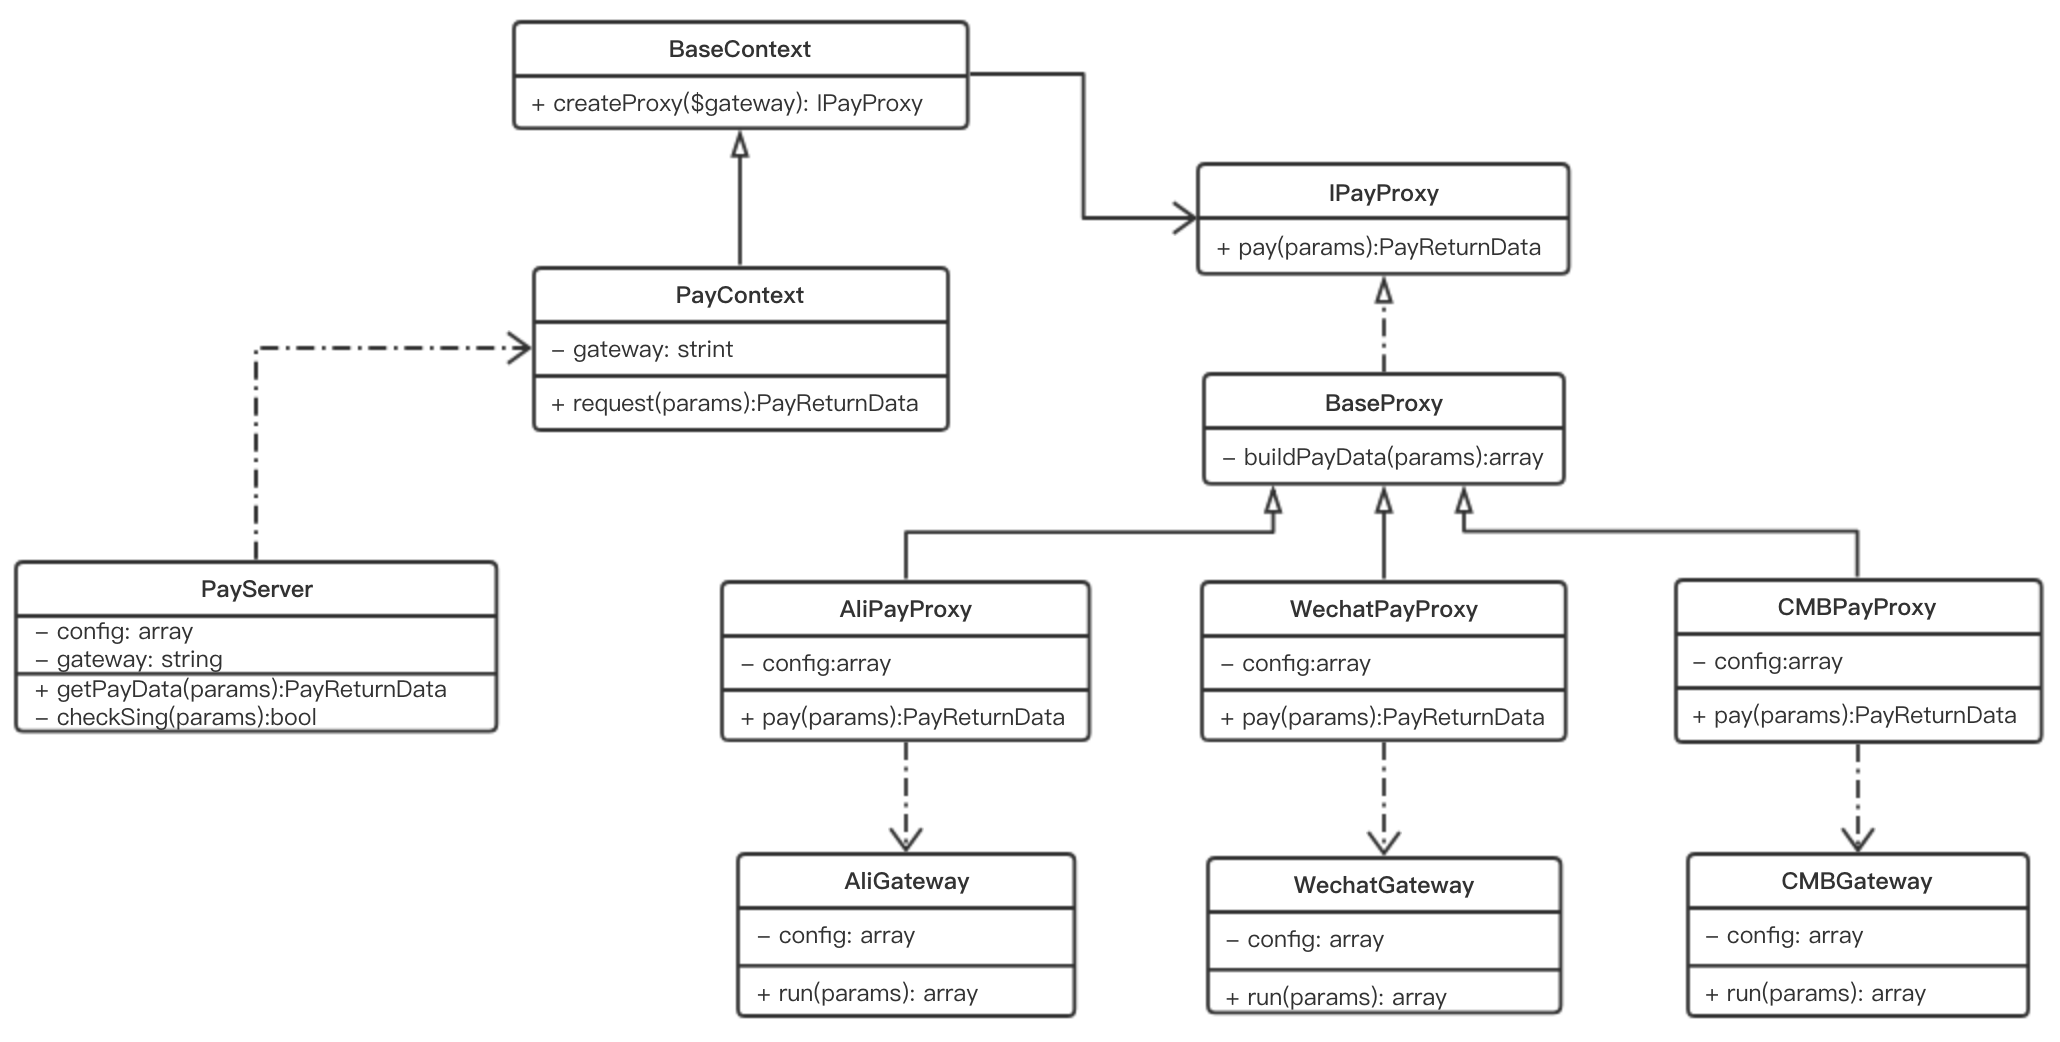 BaseContext
+ createProxy($gateway): IPayProxy
IPayProxy
+ pay(params):PayReturnData
PayContext
– gateway: strint
+ request(params):PayReturnData
BaseProxy
– buildPayData(params):array
PayServer
– config: array
– gateway: string
+ getPayData(params):PayReturnData
– checkSing(params):bool
AliPayProxy
– config:array
+ pay(params):PayReturnData
WechatPayProxy
– config:array
+ pay(params):PayReturnData
CMBPayProxy
– config:array
+ pay(params):PayReturnData
AliGateway
– config: array
+ run(params): array
WechatGateway
– config: array
+ run(params): array
CMBGateway
– config: array
+ run(params): array